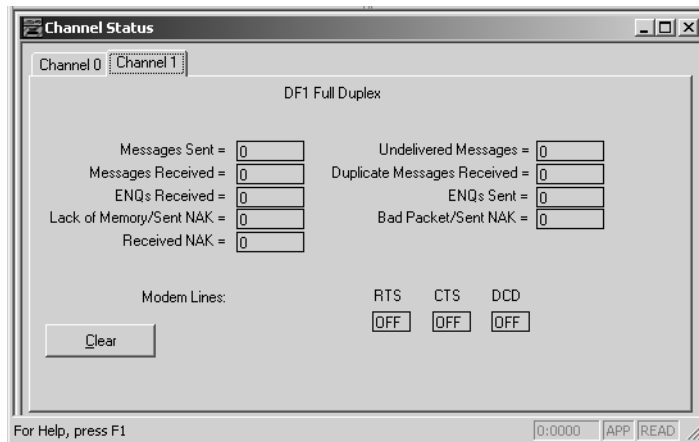 Channel Status
Channel 0 Channel 1
DF1 Full Duplex
Messages Sent = 0 Undelivered Messages = 0
Messages Received = 0 Duplicate Messages Received = 0
ENQs Received = 0 ENQs Sent = 0
Lack of Memory/Sent NAK = 0 Bad Packet/Sent NAK = 0
Received NAK = 0
Modem Lines: RTS CTS DCD
OFF OFF OFF
Clear
For Help, press F1 0:0000 APP READ